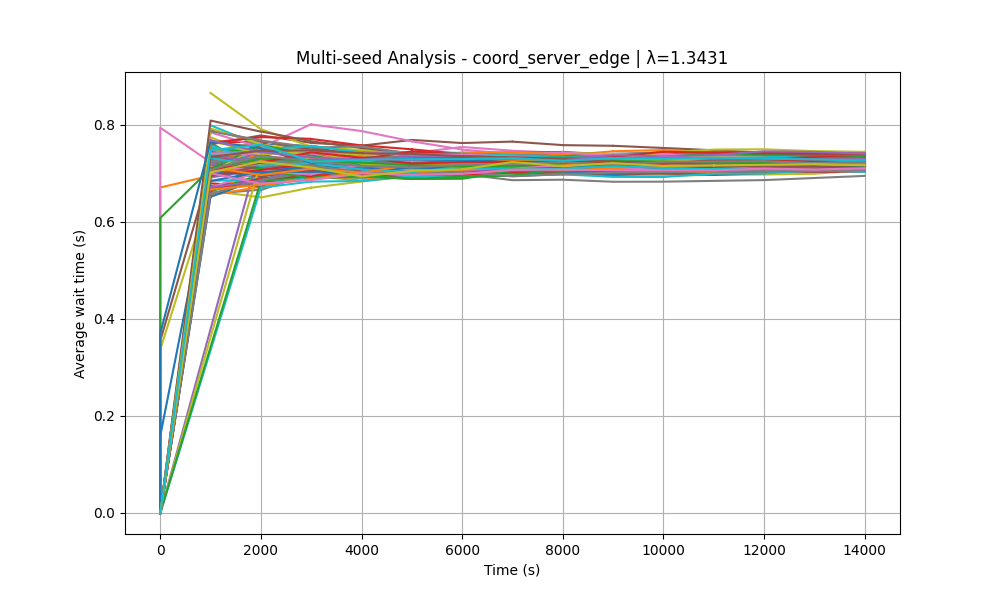 Multi-seed Analysis - coord_server_edge | λ=1.3431
Average wait time (s)
0.8
0.6
0.4
0.2
0.0
0 2000 4000 6000 8000 10000 12000 14000
Time (s)